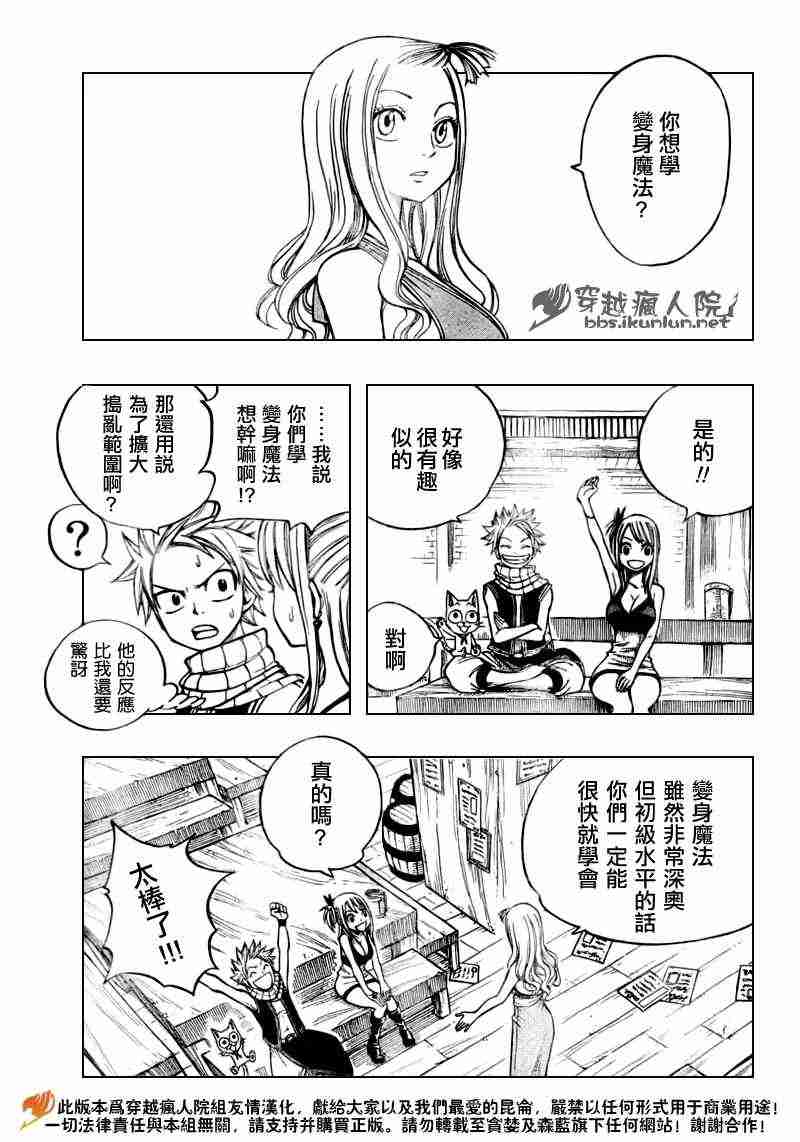 你想學
變身魔法?
穿越瘋人院
bbs.ikunlun.net
是的!!
好像
很有趣
似的
對啊
……我説
你們學
變身魔法
想幹嘛啊!?
那還用説
為了擴大
搗亂範圍啊?
?
他的反應
比我還要
驚訝
變身魔法
雖然非常深奧
但初級水平的話
你們一定能
很快就學會
真的嗎?
太棒了!!!
此版本爲穿越瘋人院組友情漢化，獻給大家以及我們最愛的昆侖，嚴禁以任何形式用于商業用途！
一切法律責任與本組無關，請支持并購買正版。請勿轉載至貪婪及森藍旗下任何網站！謝謝合作！